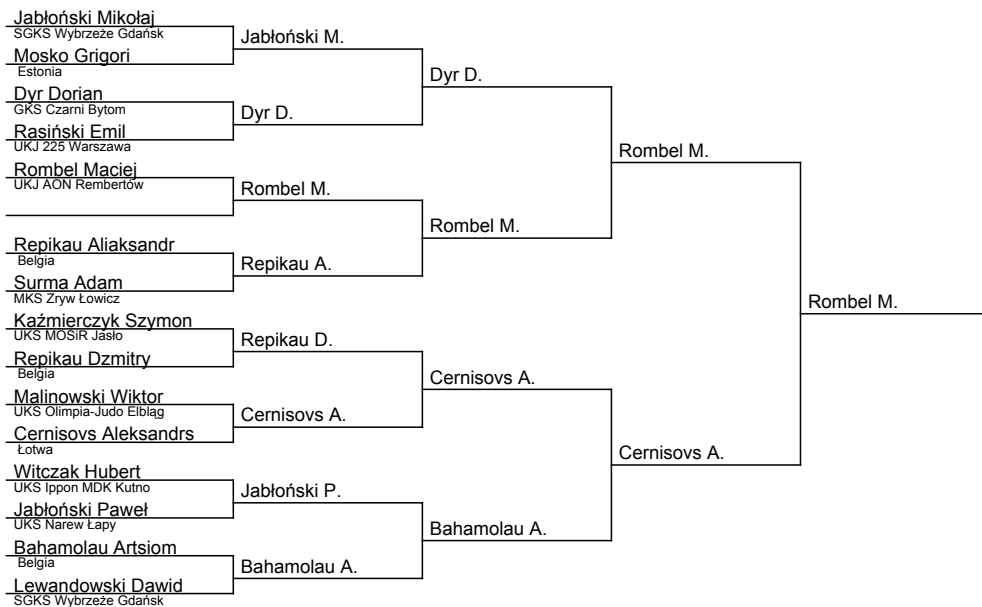 Jabłoński Mikołaj
SGKS Wybrzeże Gdańsk
Mosko Grigori
Estonia
Dyr Dorian
GKS Czarni Bytom
Rasiński Emil
UKJ 225 Warszawa
Rombel Maciej
UKJ AON Rembertów
Repikau Aliaksandr
Belgia
Surma Adam
MKS Zryw Łowicz
Kaźmierczyk Szymon
UKS MOSiR Jasło
Repikau Dzmitry
Belgia
Malinowski Wiktor
UKS Olimpia-Judo Elbląg
Cernisovs Aleksandrs
Łotwa
Witczak Hubert
UKS Ippon MDK Kutno
Jabłoński Paweł
UKS Narew Łapy
Bahamolau Artsiom
Belgia
Lewandowski Dawid
SGKS Wybrzeże Gdańsk
Jabłoński M.
Dyr D.
Rombel M.
Repikau A.
Repikau D.
Cernisovs A.
Jabłoński P.
Bahamolau A.
Dyr D.
Rombel M.
Cernisovs A.
Bahamolau A.
Rombel M.
Cernisovs A.
Rombel M.